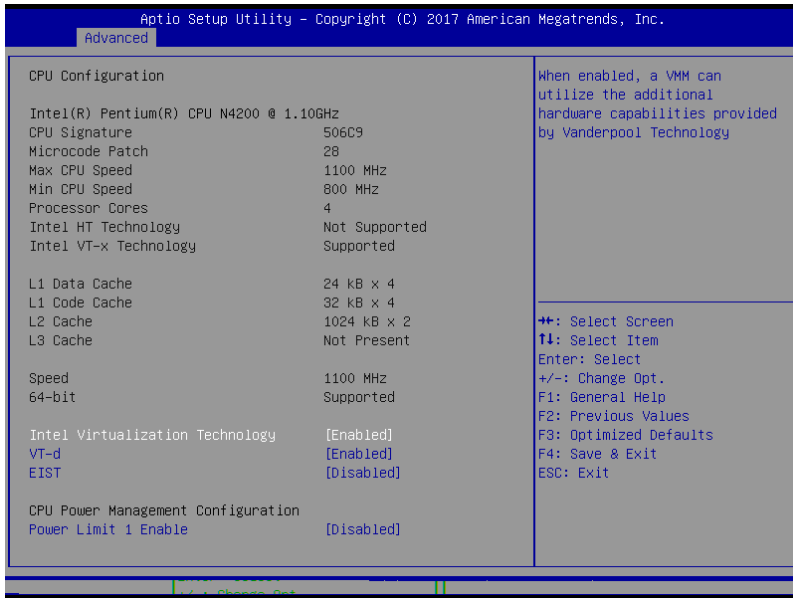 Aptio Setup Utility – Copyright (C) 2017 American Megatrends, Inc.
Advanced
CPU Configuration
Intel(R) Pentium(R) CPU N4200 @ 1.10GHz
CPU Signature 506C9
Microcode Patch 28
Max CPU Speed 1100 MHz
Min CPU Speed 800 MHz
Processor Cores 4
Intel HT Technology Not Supported
Intel VT-x Technology Supported
L1 Data Cache 24 kB x 4
L1 Code Cache 32 kB x 4
L2 Cache 1024 kB x 2
L3 Cache Not Present
Speed 1100 MHz
64-bit Supported
Intel Virtualization Technology [Enabled]
VT-d [Enabled]
EIST [Disabled]
CPU Power Management Configuration
Power Limit 1 Enable [Disabled]
When enabled, a VMM can
utilize the additional
hardware capabilities provided
by Vanderpool Technology
→←: Select Screen
↑↓: Select Item
Enter: Select
+/-: Change Opt.
F1: General Help
F2: Previous Values
F3: Optimized Defaults
F4: Save & Exit
ESC: Exit